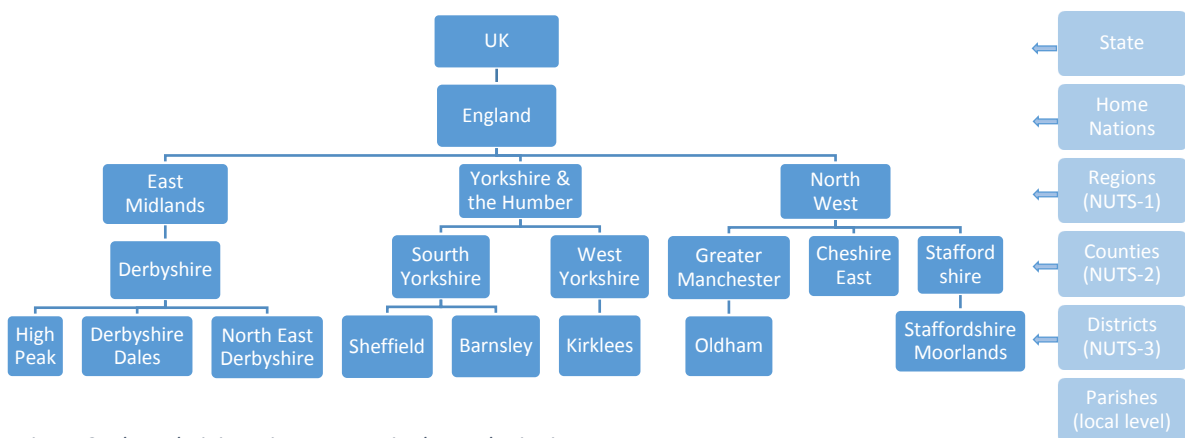 UK
State
England
Home
Nations
East
Midlands
Yorkshire &
the Humber
North
West
Regions
(NUTS-1)
Derbyshire
Sourth
Yorkshire
West
Yorkshire
Greater
Manchester
Cheshire
East
Stafford
shire
Counties
(NUTS-2)
High
Peak
Derbyshire
Dales
North East
Derbyshire
Sheffield
Barnsley
Kirklees
Oldham
Staffordshire
Moorlands
Districts
(NUTS-3)
Parishes
(local level)